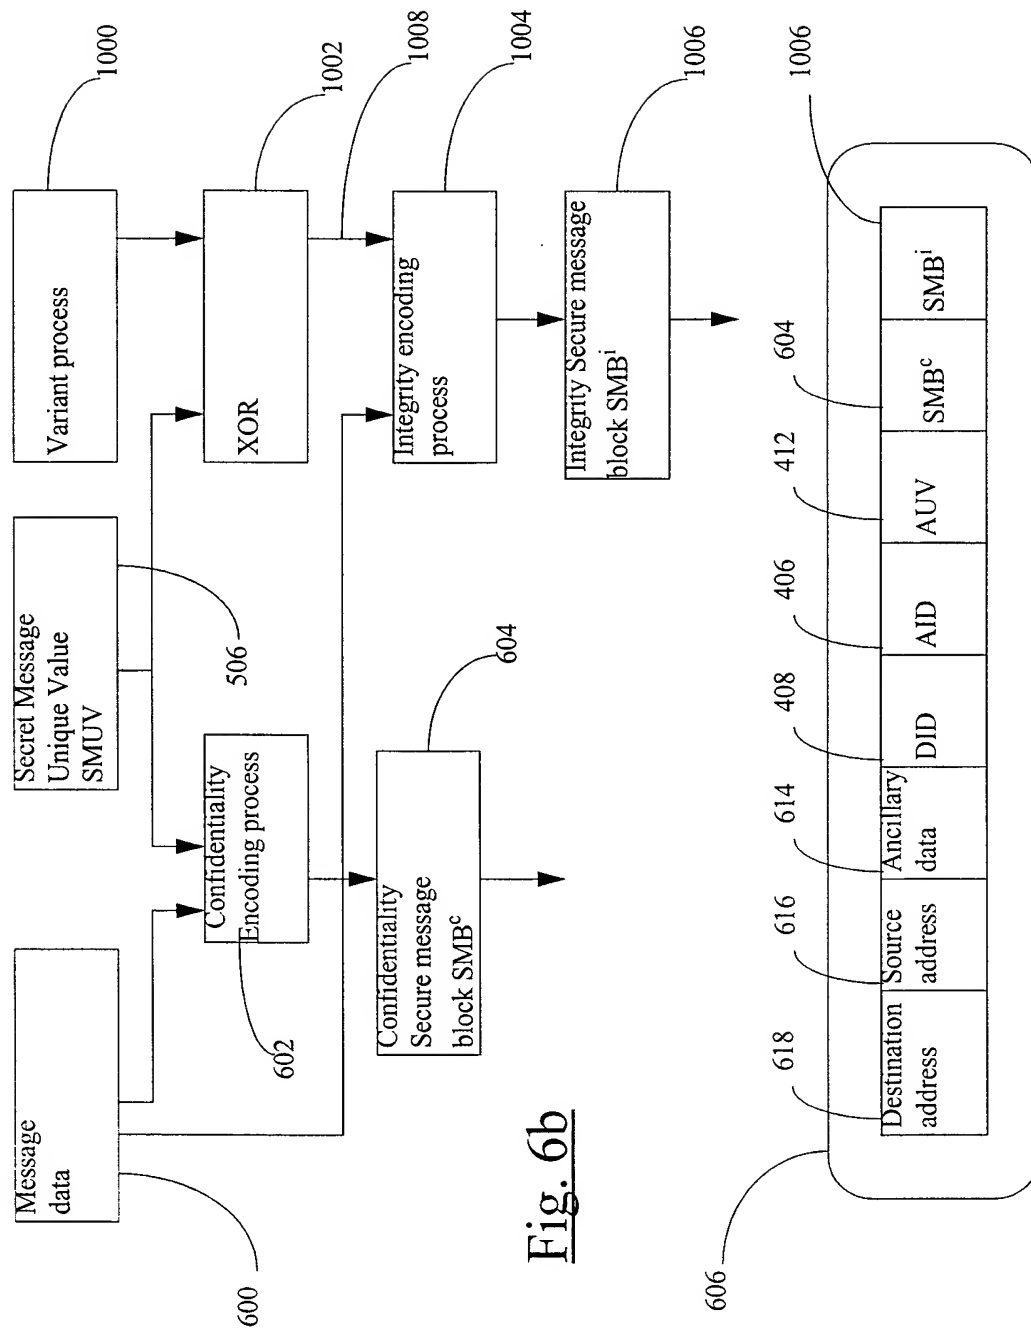 Message
data
600
Secret Message
Unique Value
SMUV
506
Variant process
1000
Confidentiality
Encoding process
602
XOR
1002
1008
Confidentiality
Secure message
block SMBᶜ
604
Integrity encoding
process
1004
Integrity Secure message
block SMBⁱ
1006
Fig. 6b
606
618
616
614
408
406
412
604
1006
Destination
address
Source
address
Ancillary
data
DID
AID
AUV
SMBᶜ
SMBⁱ